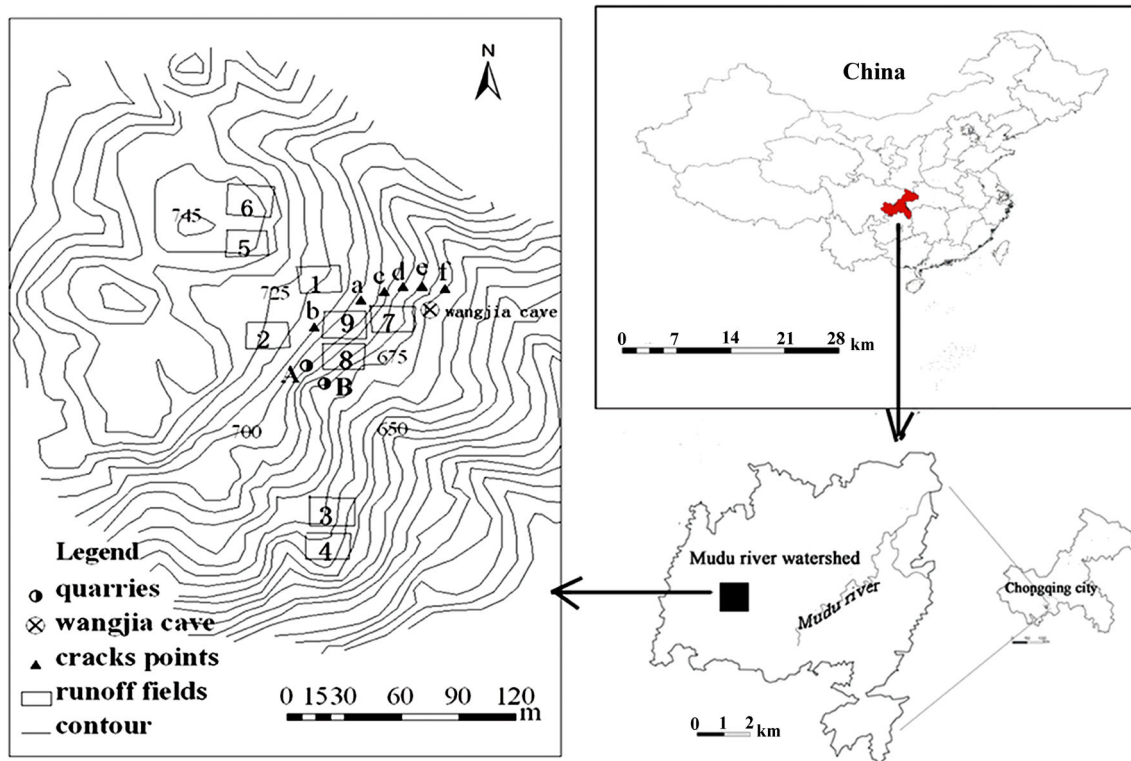 N
745
6
5
725
1
2
b
a
c
d
e
f
9
7
wangjia cave
8
675
A
B
700
650
3
4
Legend
quarries
wangjia cave
cracks points
runoff fields
contour
0 15 30 60 90 120
m
China
0 7 14 21 28 km
Mudu river watershed
Mudu river
Chongqing city
0 1 2
km